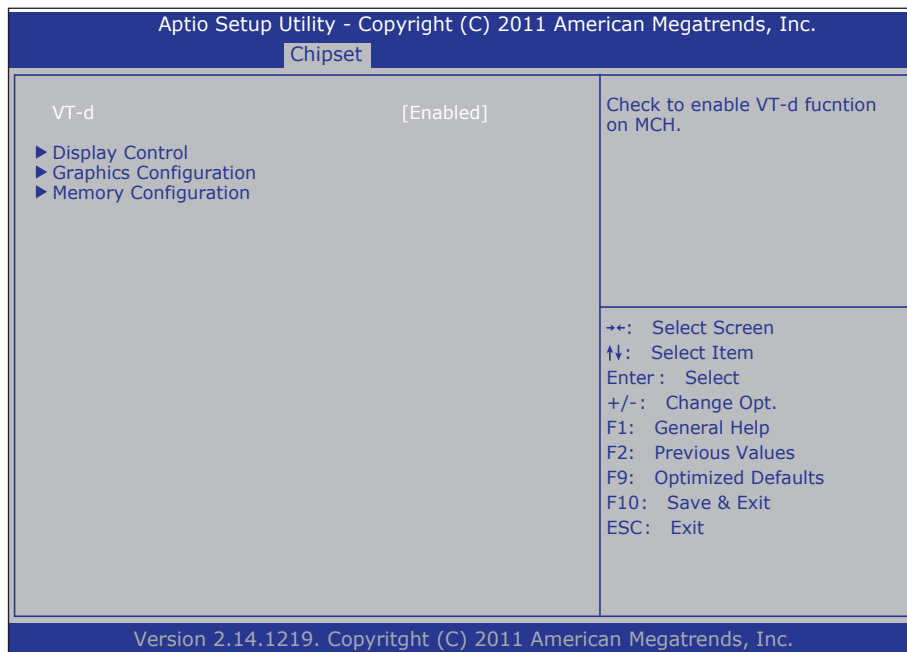 Aptio Setup Utility - Copyright (C) 2011 American Megatrends, Inc.
Chipset
VT-d [Enabled]
Display Control
Graphics Configuration
Memory Configuration
Check to enable VT-d fucntion
on MCH.
→←: Select Screen
↑↓: Select Item
Enter : Select
+/-: Change Opt.
F1: General Help
F2: Previous Values
F9: Optimized Defaults
F10: Save & Exit
ESC: Exit
Version 2.14.1219. Copyritght (C) 2011 American Megatrends, Inc.